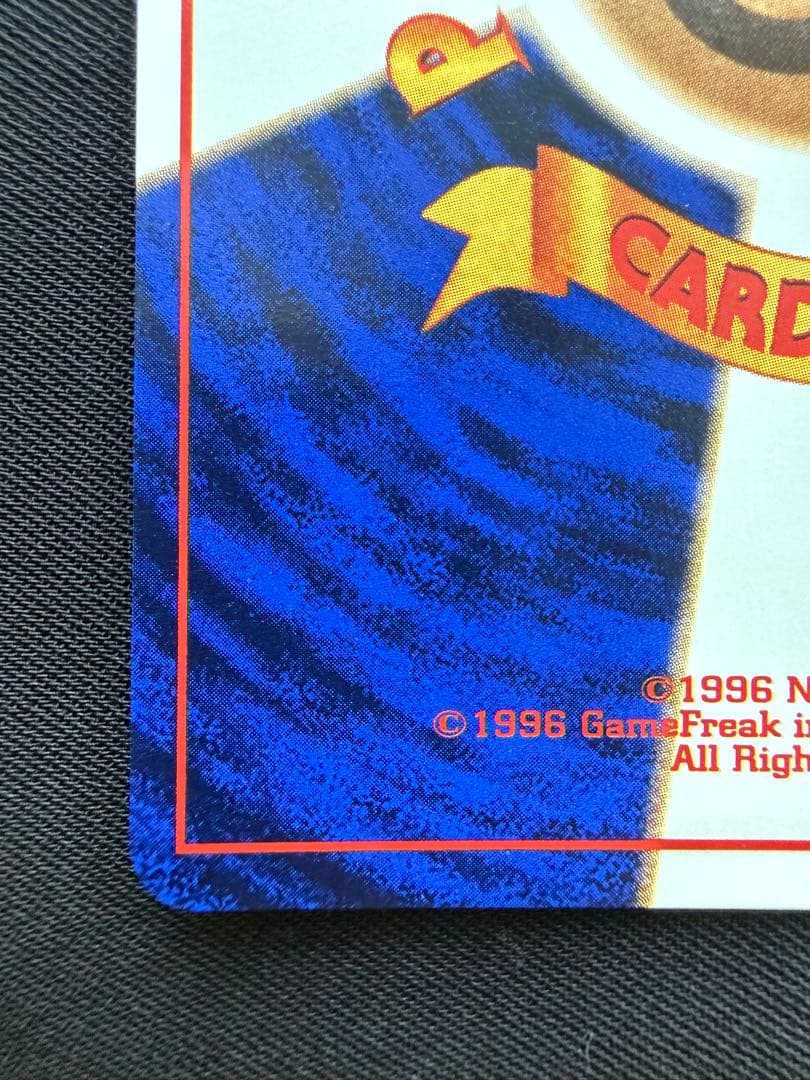 P
CARD
©1996 N
©1996 GameFreak i
All Righ